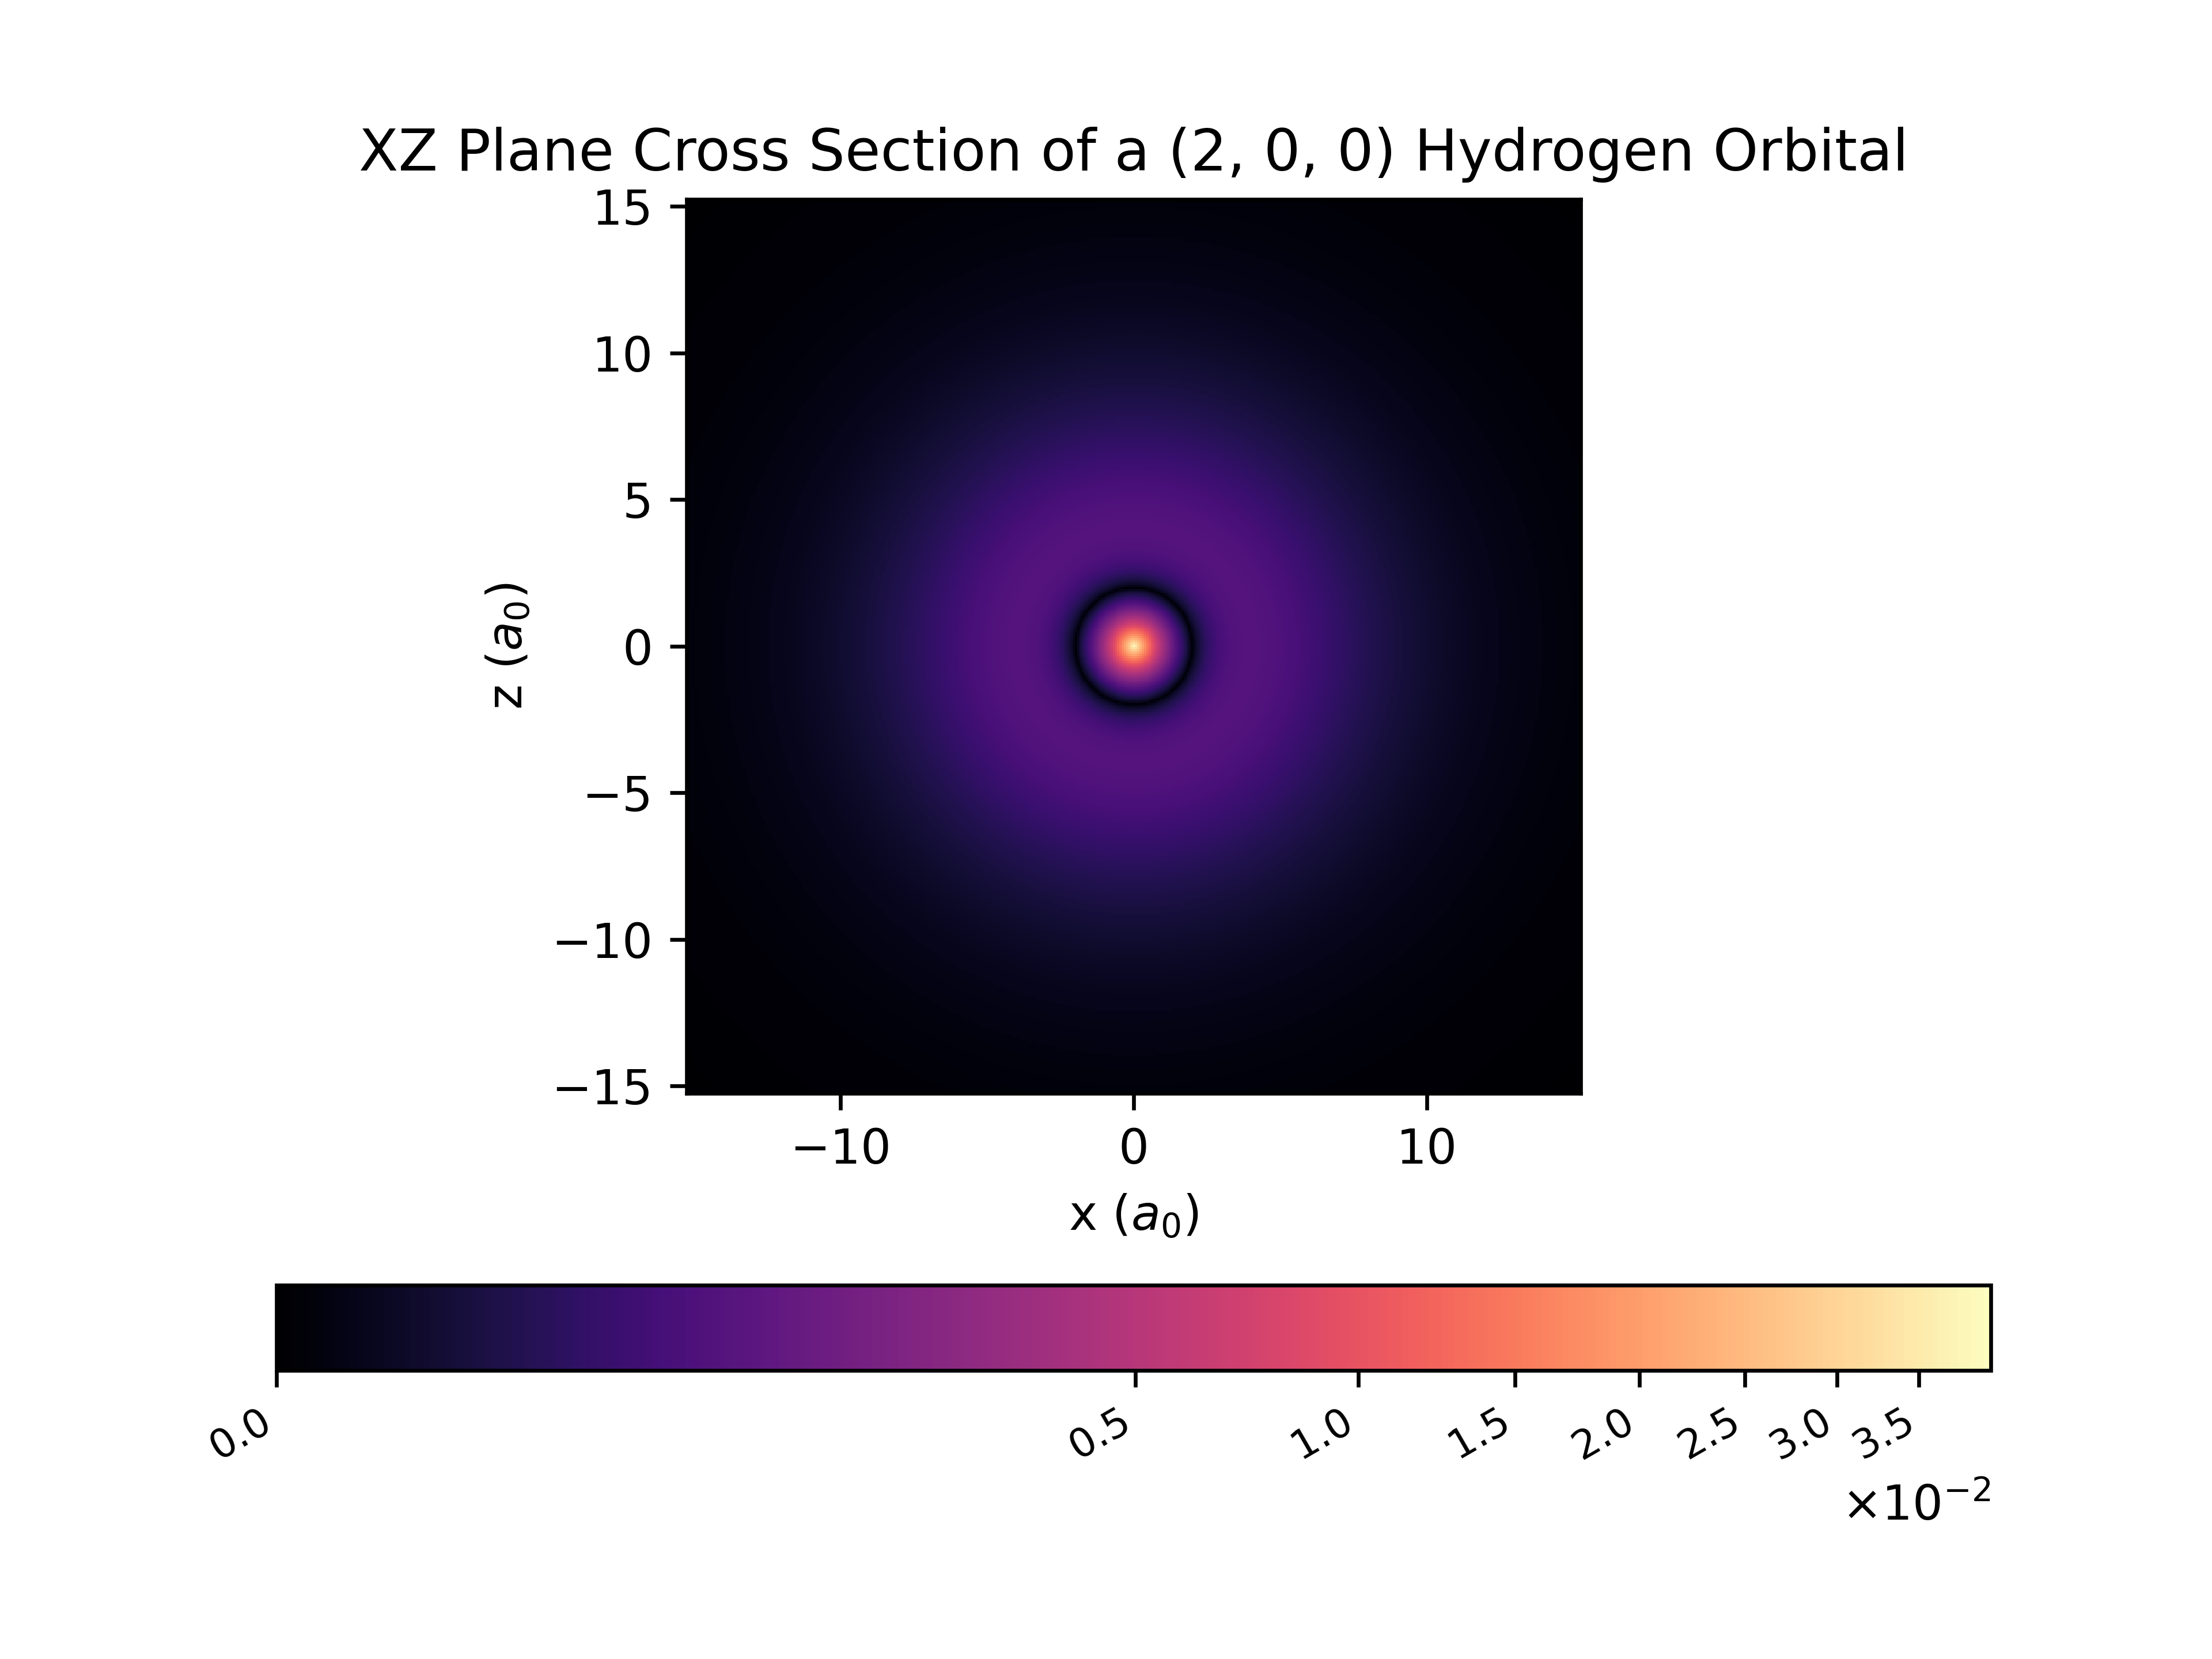 XZ Plane Cross Section of a (2, 0, 0) Hydrogen Orbital
15
10
5
0
−5
−10
−15
z (a₀)
−10 0 10
x (a₀)
0.0 0.5 1.0 1.5 2.0 2.5 3.0 3.5
×10⁻²